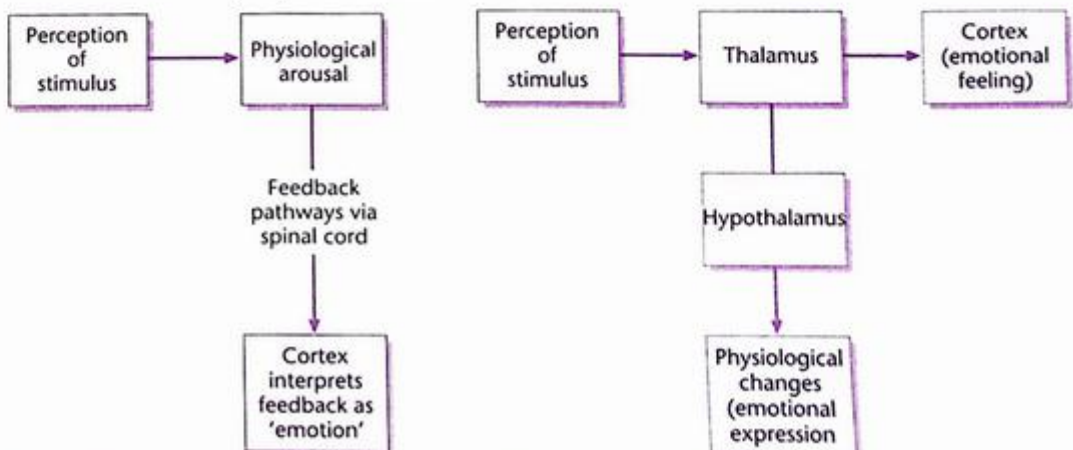 Perception
of
stimulus
Physiological
arousal
Feedback
pathways via
spinal cord
Cortex
interprets
feedback as
‘emotion’
Perception
of
stimulus
Thalamus
Cortex
(emotional
feeling)
Hypothalamus
Physiological
changes
(emotional
expression